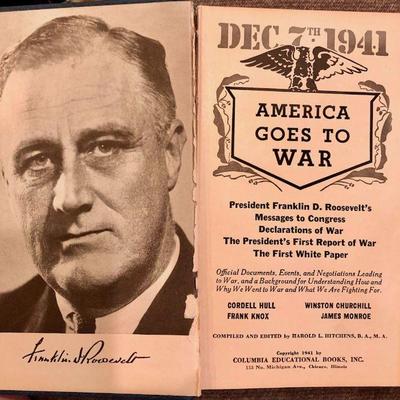 Franklin D Roosevelt
DEC 7TH 1941
AMERICA
GOES TO
WAR
President Franklin D. Roosevelt's
Messages to Congress
Declarations of War
The President's First Report of War
The First White Paper
Official Documents, Events, and Negotiations Leading
to War, and a Background for Understanding How and
Why We Went to War and What We Are Fighting For.
CORDELL HULL WINSTON CHURCHILL
FRANK KNOX JAMES MONROE
COMPILED AND EDITED by HAROLD L. HITCHENS, B. A., M. A.
Copyright 1941 by
COLUMBIA EDUCATIONAL BOOKS, INC.
No. Michigan Ave., Chicago, Illinois